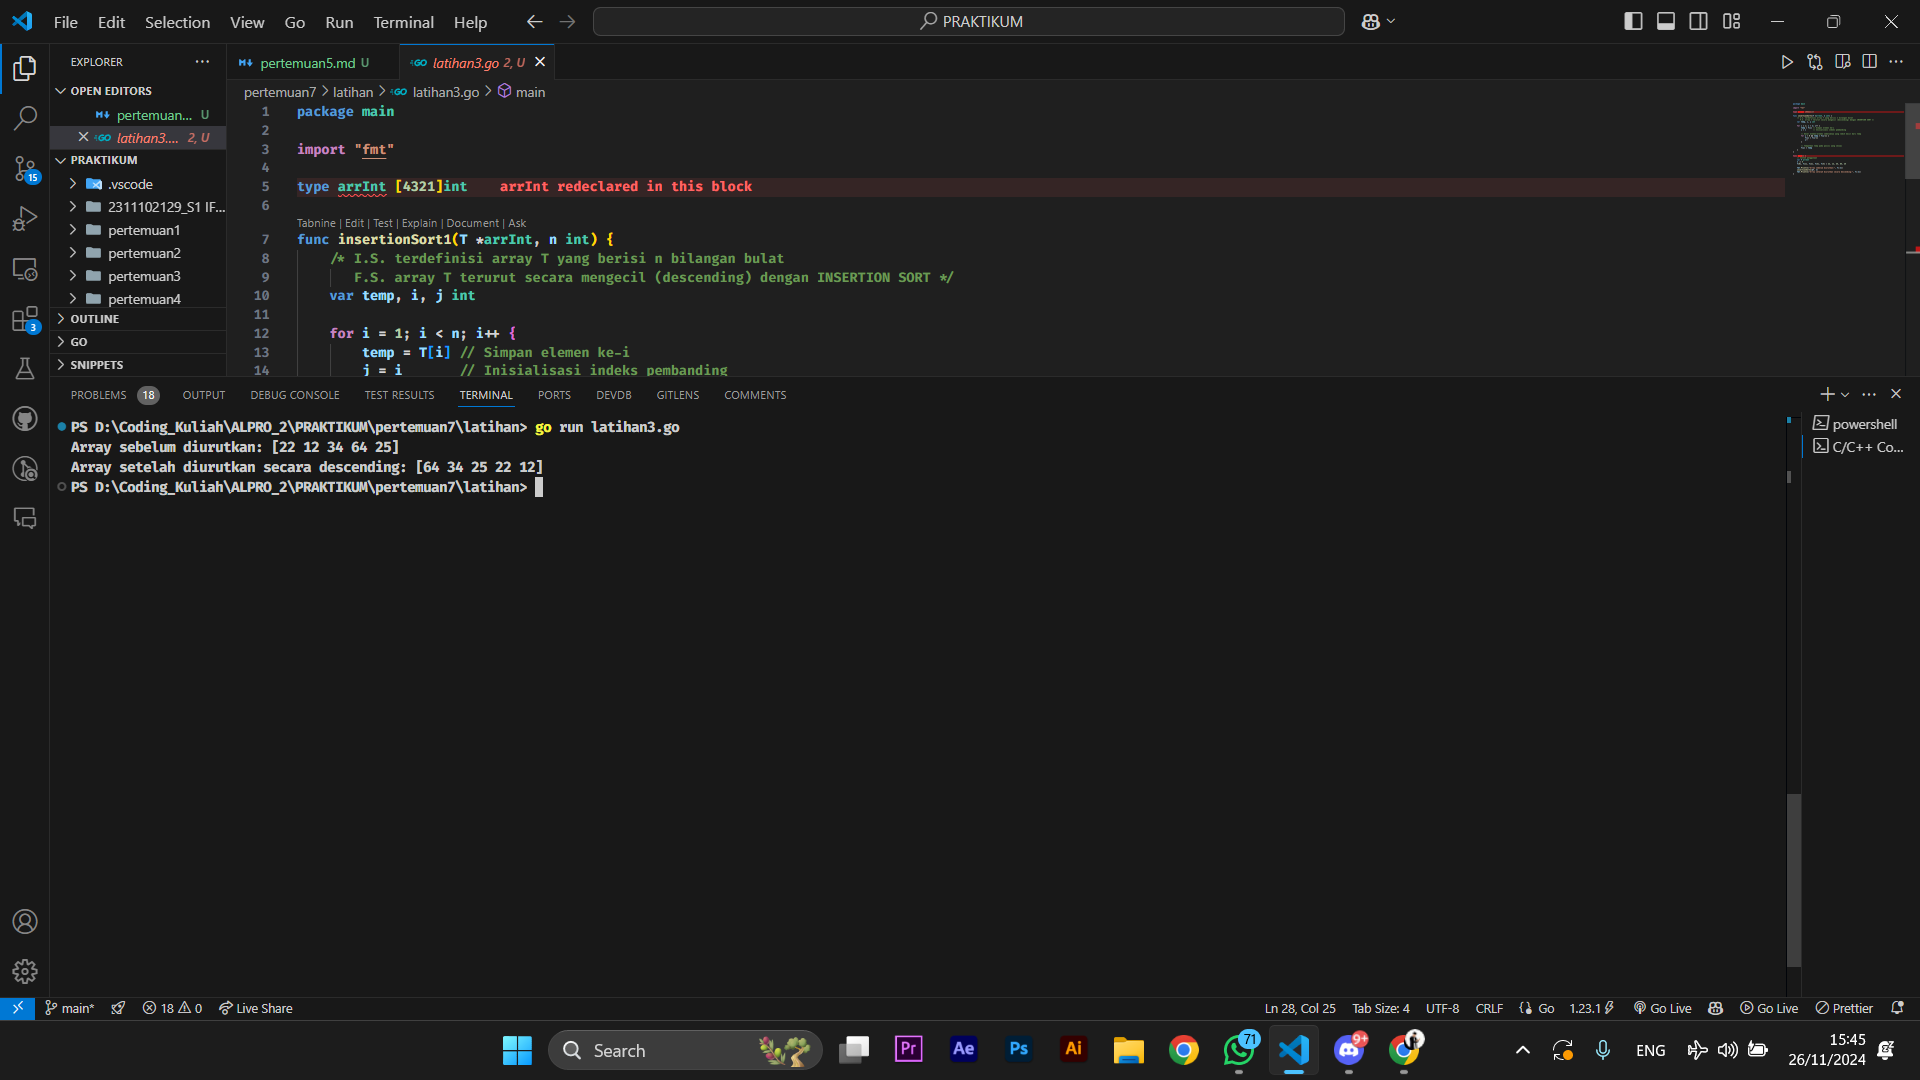 File Edit Selection View Go Run Terminal Help
PRAKTIKUM
EXPLORER
OPEN EDITORS
pertemuan... U
latihan3.... 2, U
PRAKTIKUM
.vscode
2311102129_S1 IF...
pertemuan1
pertemuan2
pertemuan3
pertemuan4
OUTLINE
GO
SNIPPETS
15
3
pertemuan5.md U
latihan3.go 2, U
pertemuan7 > latihan > latihan3.go > main
1 package main
2
3 import "fmt"
4
5 type arrInt [4321]int arrInt redeclared in this block
6
Tabnine | Edit | Test | Explain | Document | Ask
7 func insertionSort1(T *arrInt, n int) {
8 /* I.S. terdefinisi array T yang berisi n bilangan bulat
9 F.S. array T terurut secara mengecil (descending) dengan INSERTION SORT */
10 var temp, i, j int
11
12 for i = 1; i < n; i++ {
13 temp = T[i] // Simpan elemen ke-i
14 j = i // Inisialisasi indeks pembanding
PROBLEMS 18 OUTPUT DEBUG CONSOLE TEST RESULTS TERMINAL PORTS DEVDB GITLENS COMMENTS
PS D:\Coding_Kuliah\ALPRO_2\PRAKTIKUM\pertemuan7\latihan> go run latihan3.go
Array sebelum diurutkan: [22 12 34 64 25]
Array setelah diurutkan secara descending: [64 34 25 22 12]
PS D:\Coding_Kuliah\ALPRO_2\PRAKTIKUM\pertemuan7\latihan>
powershell
C/C++ Co...
main* 18 0 Live Share
Ln 28, Col 25 Tab Size: 4 UTF-8 CRLF Go 1.23.1 Go Live Go Live Prettier
Search
Pr Ae Ps Ai
71
9+
ENG
15:45
26/11/2024